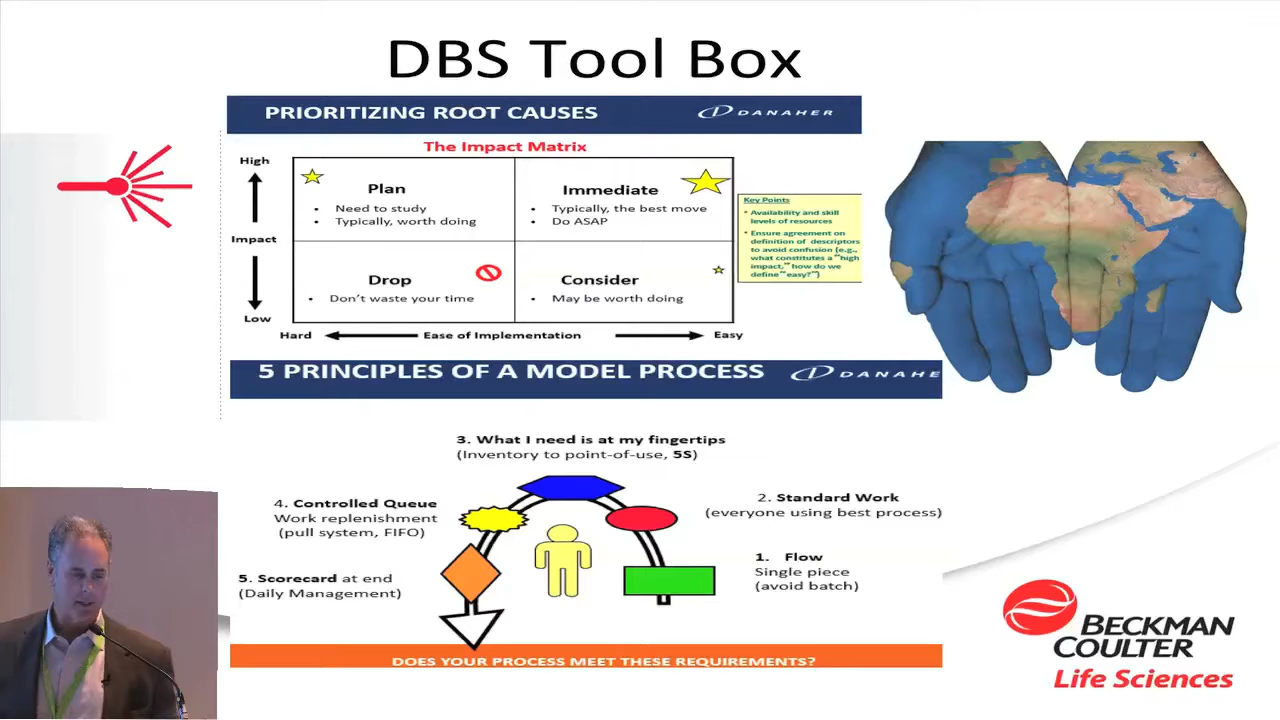 DBS Tool Box
PRIORITIZING ROOT CAUSES
DANAHER
The Impact Matrix
High
Impact
Low
Plan
• Need to study
• Typically, worth doing
Immediate
• Typically, the best move
• Do ASAP
Drop
• Don't waste your time
Consider
• May be worth doing
Hard
Ease of Implementation
Easy
Key Points
• Availability and skill
levels of resources
• Ensure agreement on
definition of descriptors
to avoid confusion (e.g.,
what constitutes a "high
impact," how do we
define "easy?")
5 PRINCIPLES OF A MODEL PROCESS
DANAHE
3. What I need is at my fingertips
(Inventory to point-of-use, 5S)
4. Controlled Queue
Work replenishment
(pull system, FIFO)
2. Standard Work
(everyone using best process)
5. Scorecard at end
(Daily Management)
1. Flow
Single piece
(avoid batch)
DOES YOUR PROCESS MEET THESE REQUIREMENTS?
BECKMAN
COULTER
Life Sciences